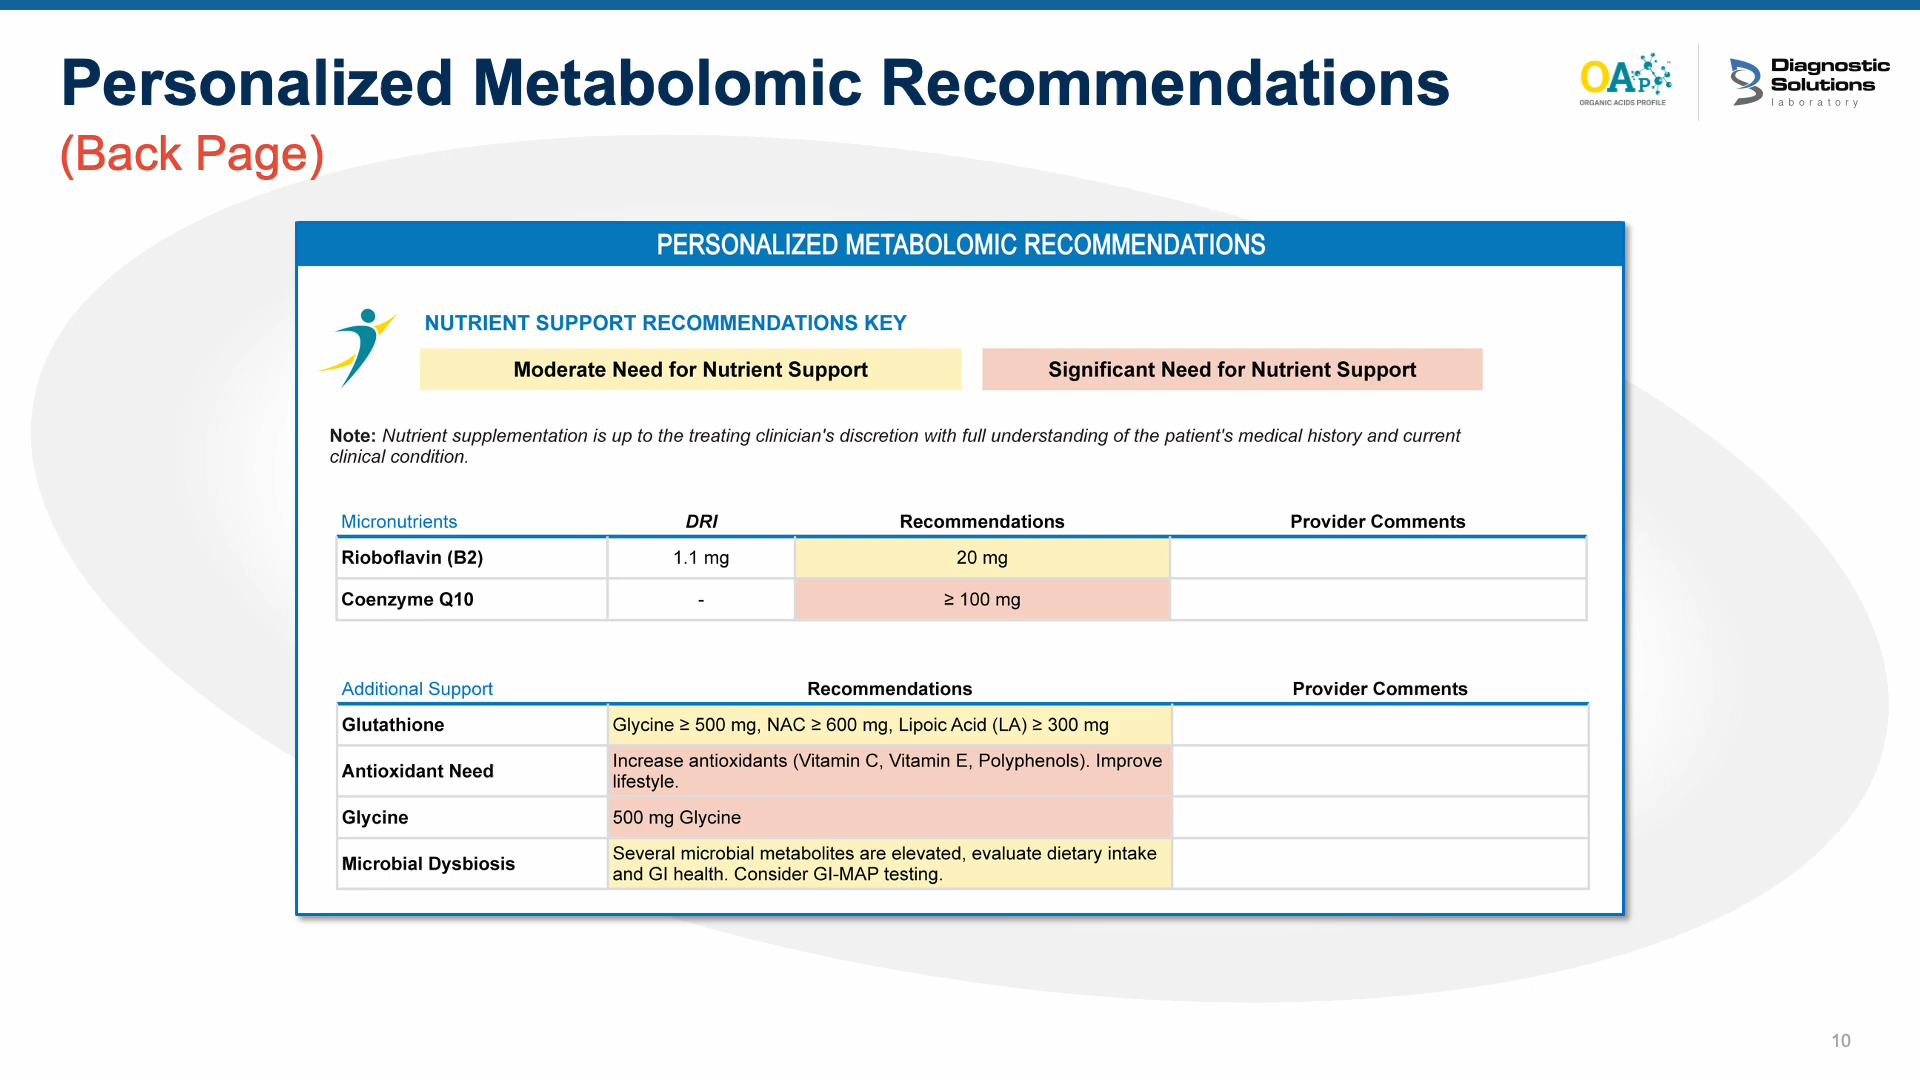 Personalized Metabolomic Recommendations
(Back Page)
OAP™
ORGANIC ACIDS PROFILE
Diagnostic
Solutions
laboratory
PERSONALIZED METABOLOMIC RECOMMENDATIONS
NUTRIENT SUPPORT RECOMMENDATIONS KEY
Moderate Need for Nutrient Support
Significant Need for Nutrient Support
Note: Nutrient supplementation is up to the treating clinician's discretion with full understanding of the patient's medical history and current
clinical condition.
Micronutrients DRI Recommendations Provider Comments
Rioboflavin (B2) 1.1 mg 20 mg
Coenzyme Q10 - ≥ 100 mg
Additional Support Recommendations Provider Comments
Glutathione Glycine ≥ 500 mg, NAC ≥ 600 mg, Lipoic Acid (LA) ≥ 300 mg
Antioxidant Need Increase antioxidants (Vitamin C, Vitamin E, Polyphenols). Improve
lifestyle.
Glycine 500 mg Glycine
Microbial Dysbiosis Several microbial metabolites are elevated, evaluate dietary intake
and GI health. Consider GI-MAP testing.
10